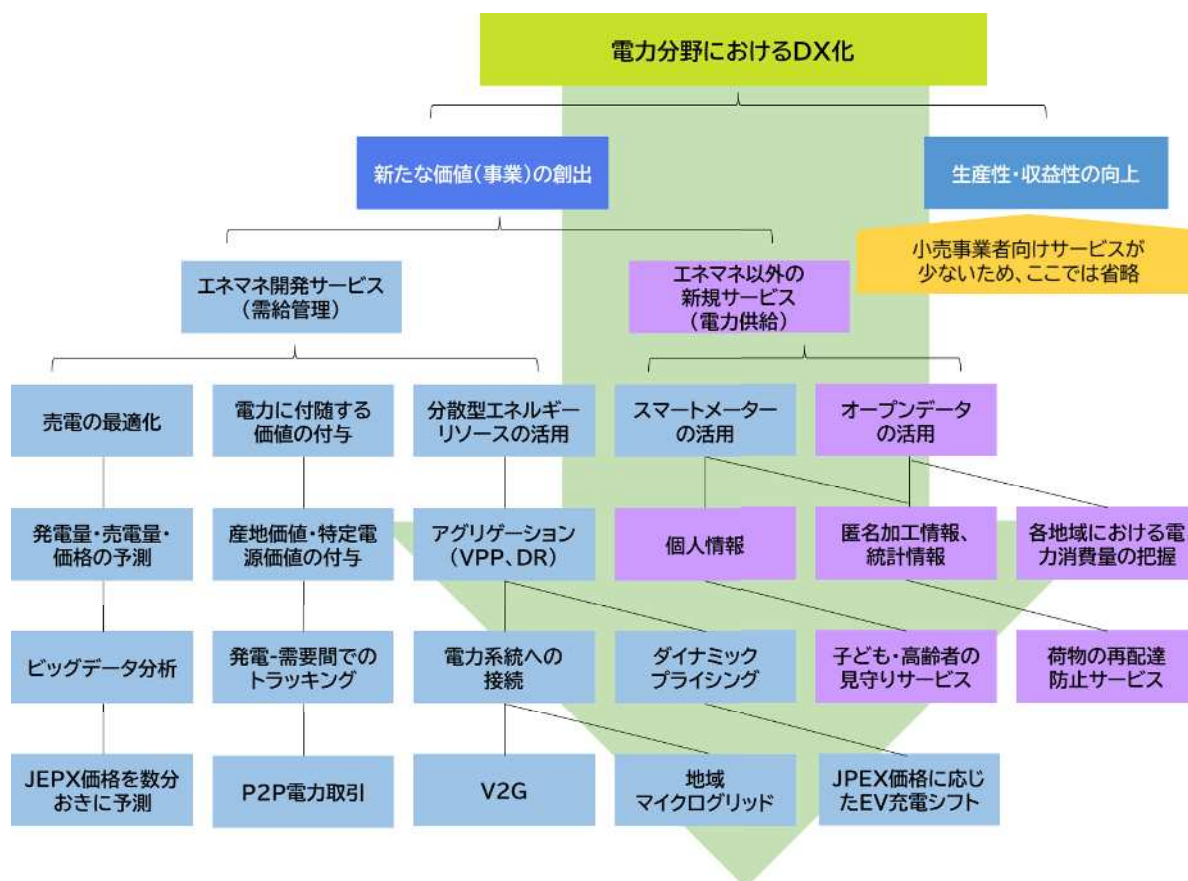 電力分野におけるDX化
新たな価値(事業)の創出
生産性・収益性の向上
小売事業者向けサービスが
少ないため、ここでは省略
エネマネ開発サービス
(需給管理)
エネマネ以外の
新規サービス
(電力供給)
売電の最適化
電力に付随する
価値の付与
分散型エネルギー
リソースの活用
スマートメーター
の活用
オープンデータ
の活用
発電量・売電量・
価格の予測
産地価値・特定電
源価値の付与
アグリゲーション
(VPP、DR)
個人情報
匿名加工情報、
統計情報
各地域における電
力消費量の把握
ビッグデータ分析
発電-需要間での
トラッキング
電力系統への
接続
ダイナミック
プライシング
子ども・高齢者の
見守りサービス
荷物の再配達
防止サービス
JEPX価格を数分
おきに予測
P2P電力取引
V2G
地域
マイクログリッド
JPEX価格に応じ
たEV充電シフト